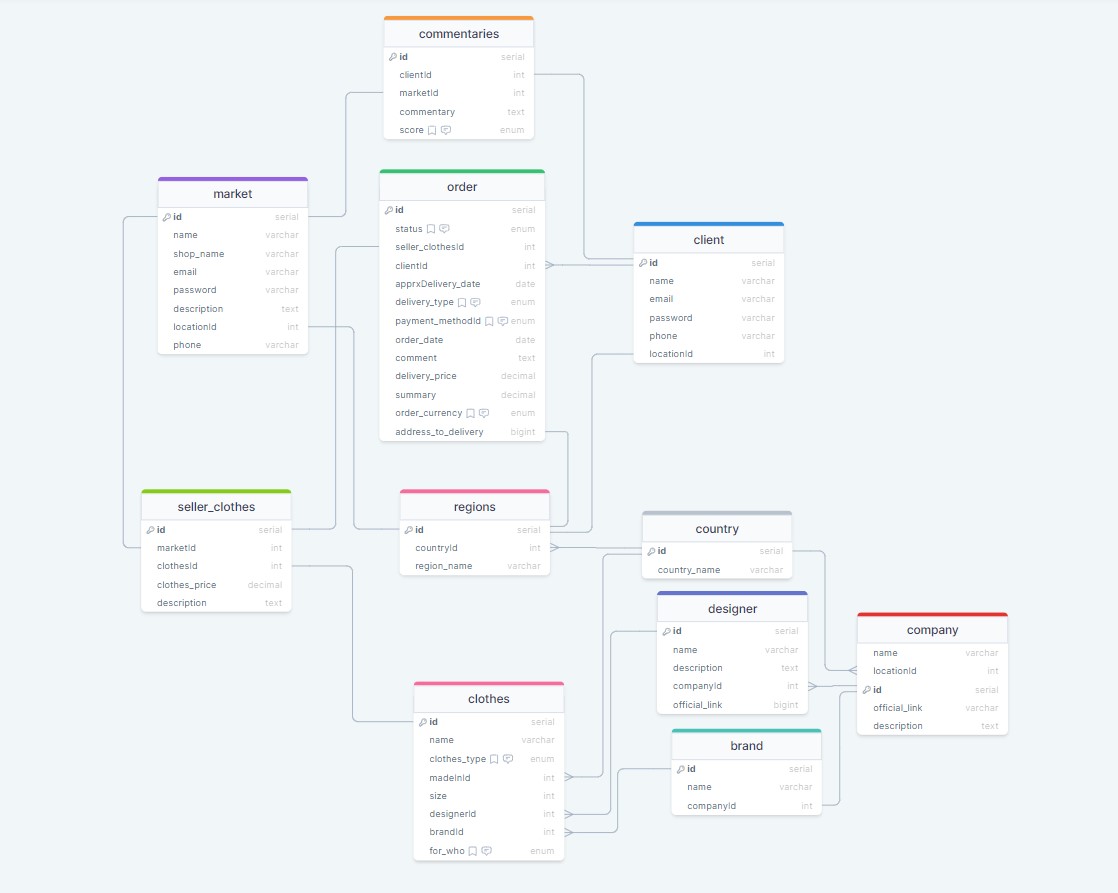 commentaries
id serial
clientId int
marketId int
commentary text
score enum
market
id serial
name varchar
shop_name varchar
email varchar
password varchar
description text
locationId int
phone varchar
order
id serial
status enum
seller_clothesId int
clientId int
apprxDelivery_date date
delivery_type enum
payment_methodId enum
order_date date
comment text
delivery_price decimal
summary decimal
order_currency enum
address_to_delivery bigint
client
id serial
name varchar
email varchar
password varchar
phone varchar
locationId int
seller_clothes
id serial
marketId int
clothesId int
clothes_price decimal
description text
regions
id serial
countryId int
region_name varchar
country
id serial
country_name varchar
designer
id serial
name varchar
description text
companyId int
official_link bigint
company
name varchar
locationId int
id serial
official_link varchar
description text
clothes
id serial
name varchar
clothes_type enum
madeInId int
size int
designerId int
brandId int
for_who enum
brand
id serial
name varchar
companyId int